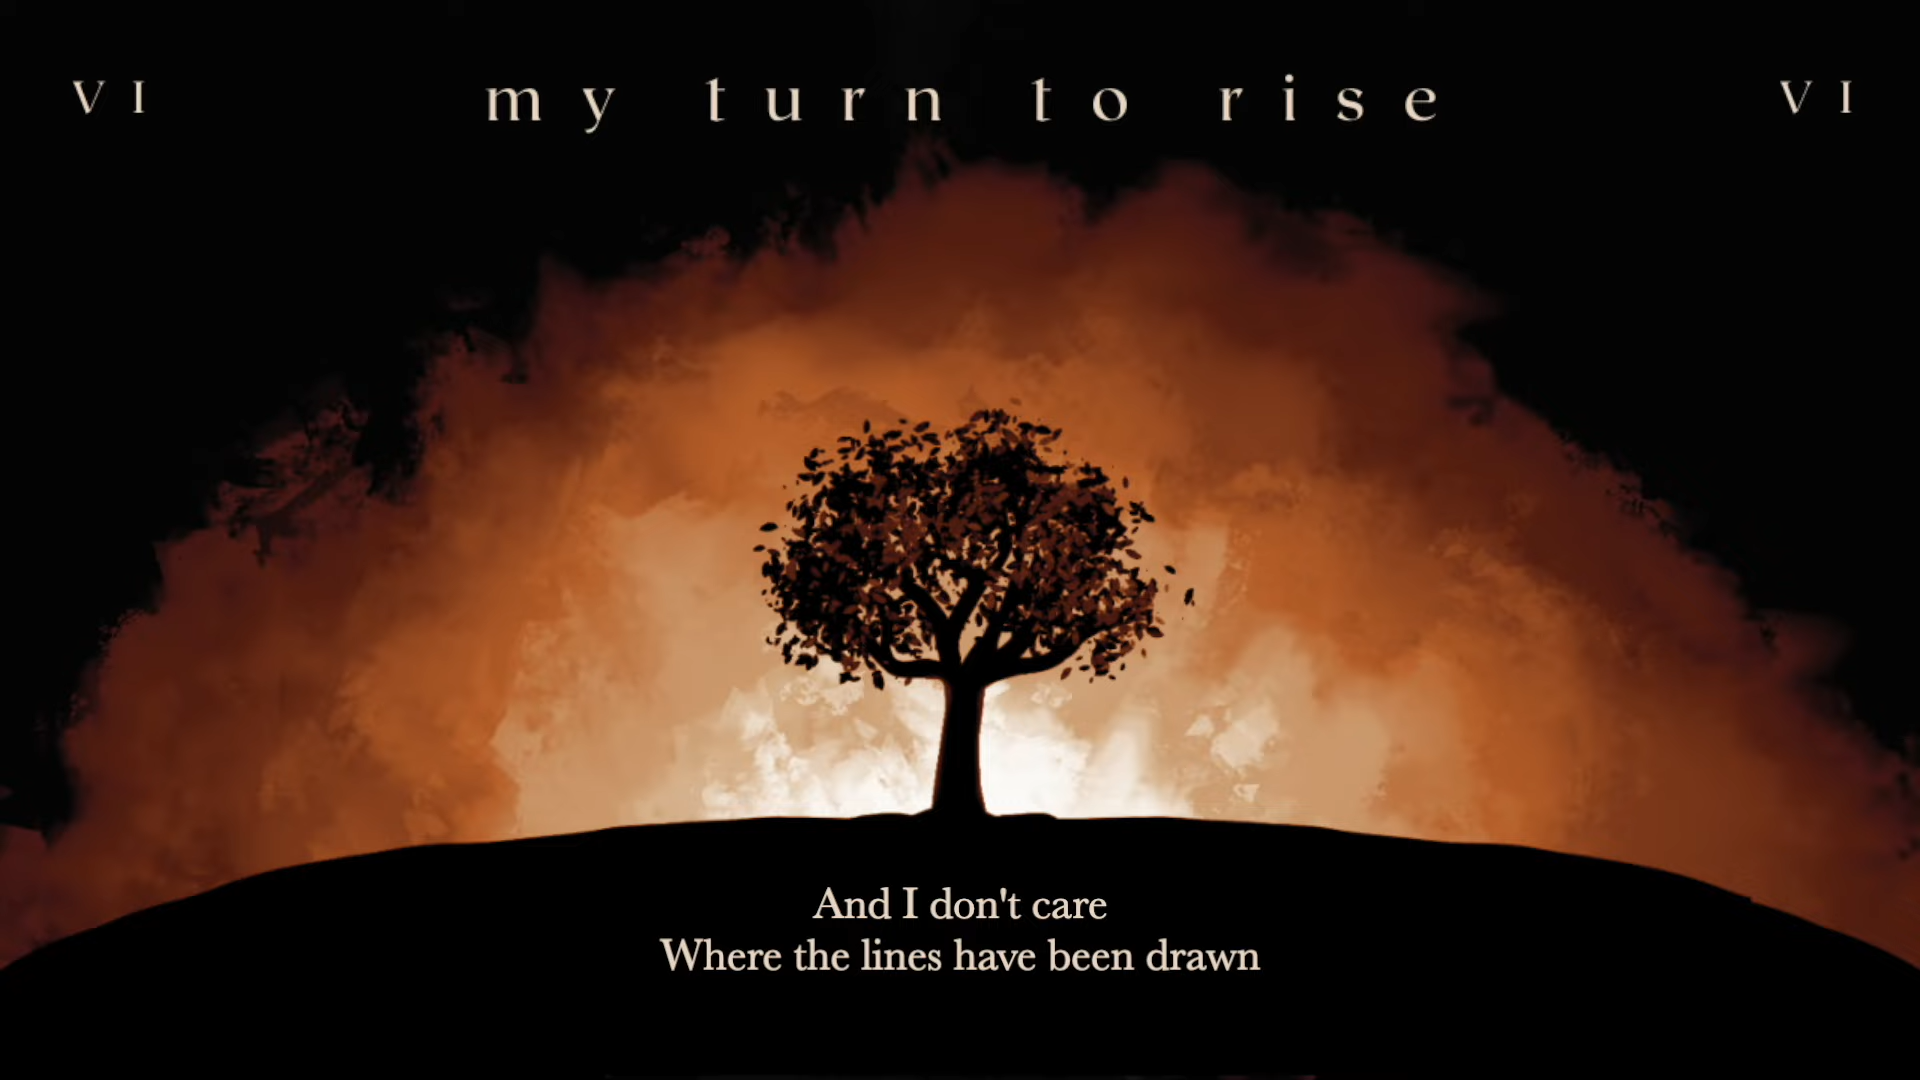 VI my turn to rise VI
And I don't care
Where the lines have been drawn